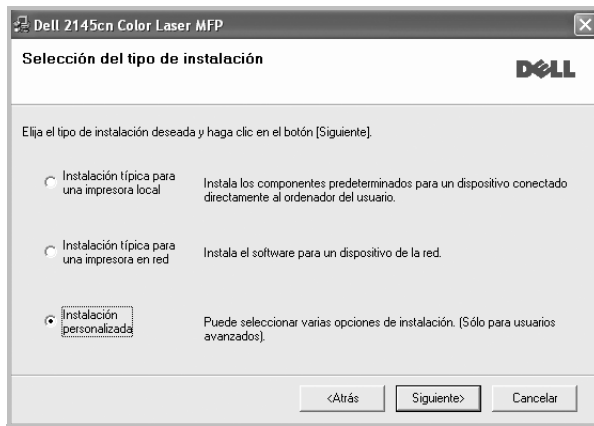 Dell 2145cn Color Laser MFP
Selección del tipo de instalación
DELL
Elija el tipo de instalación deseada y haga clic en el botón [Siguiente].
Instalación típica para
una impresora local
Instala los componentes predeterminados para un dispositivo conectado
directamente al ordenador del usuario.
Instalación típica para
una impresora en red
Instala el software para un dispositivo de la red.
Instalación
personalizada
Puede seleccionar varias opciones de instalación. (Sólo para usuarios
avanzados).
<Atrás
Siguiente>
Cancelar